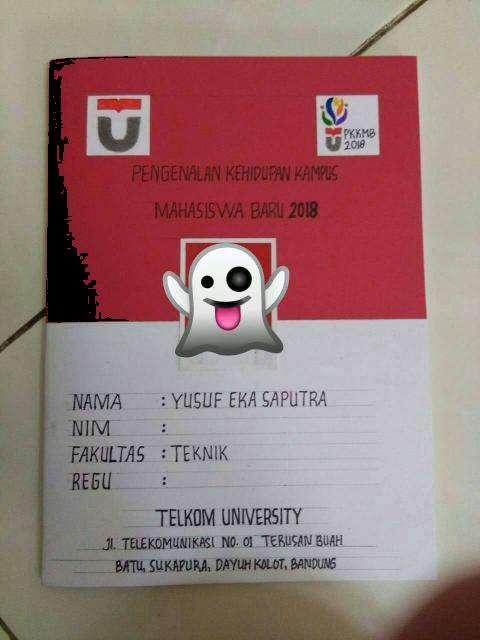 PKKMB
2018
PENGENALAN KEHIDUPAN KAMPUS
MAHASISWA BARU 2018
NAMA : YUSUF EKA SAPUTRA
NIM :
FAKULTAS : TEKNIK
REGU :
TELKOM UNIVERSITY
Jl. TELEKOMUNIKASI NO. 01 TERUSAN BUAH
BATU, SUKAPURA, DAYUH KOLOT, BANDUNG